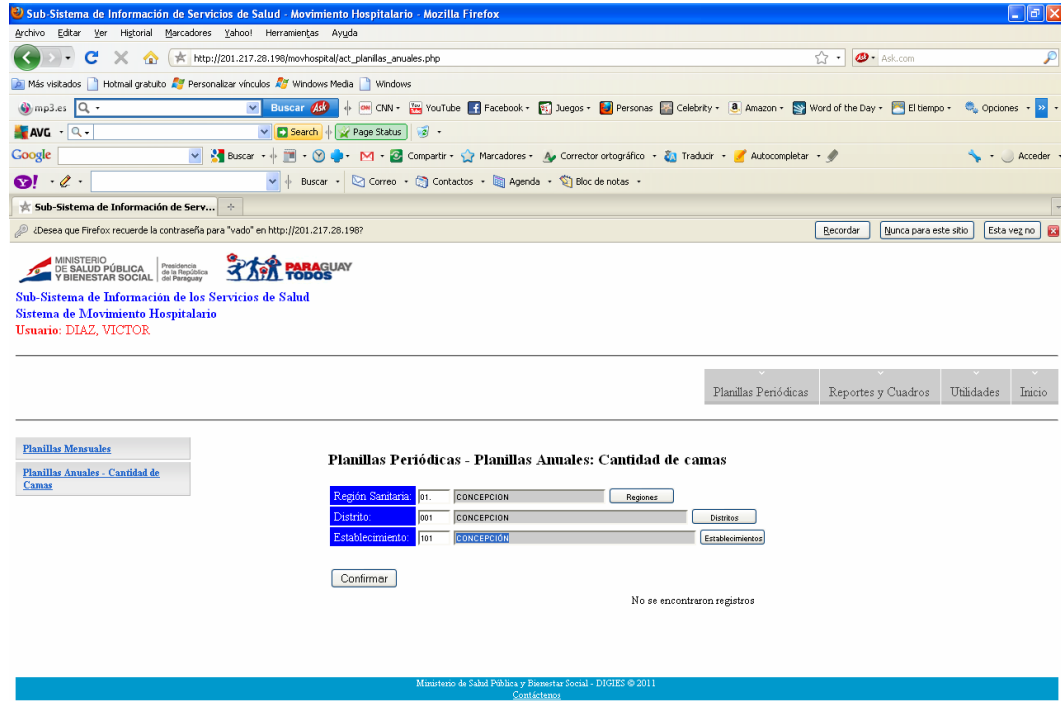 Sub-Sistema de Información de Servicios de Salud - Movimiento Hospitalario - Mozilla Firefox
Archivo Editar Ver Historial Marcadores Yahoo! Herramientas Ayuda
http://201.217.28.198/movhospital/act_planillas_anuales.php
Ask.com
Más visitados Hotmail gratuito Personalizar vínculos Windows Media Windows
mp3.es Buscar Ask CNN YouTube Facebook Juegos Personas Celebrity Amazon Word of the Day El tiempo Opciones »
AVG Search Page Status
Google Buscar Compartir Marcadores Corrector ortográfico Traducir Autocompletar Acceder
Y! Buscar Correo Contactos Agenda Bloc de notas
Sub-Sistema de Información de Serv...
¿Desea que Firefox recuerde la contraseña para "vado" en http://201.217.28.198? Recordar Nunca para este sitio Esta vez no
MINISTERIO
DE SALUD PÚBLICA
Y BIENESTAR SOCIAL
Presidencia
de la República
del Paraguay
PARAGUAY
TODOS
Sub-Sistema de Información de los Servicios de Salud
Sistema de Movimiento Hospitalario
Usuario: DIAZ, VICTOR
Planillas Periódicas Reportes y Cuadros Utilidades Inicio
Planillas Mensuales
Planillas Anuales - Cantidad de
Camas
Planillas Periódicas - Planillas Anuales: Cantidad de camas
Región Sanitaria: 01. CONCEPCION Regiones
Distrito: 001 CONCEPCION Distritos
Establecimiento: 101 CONCEPCIÓN Establecimientos
Confirmar
No se encontraron registros
Ministerio de Salud Pública y Bienestar Social - DIGIES © 2011
Contáctenos